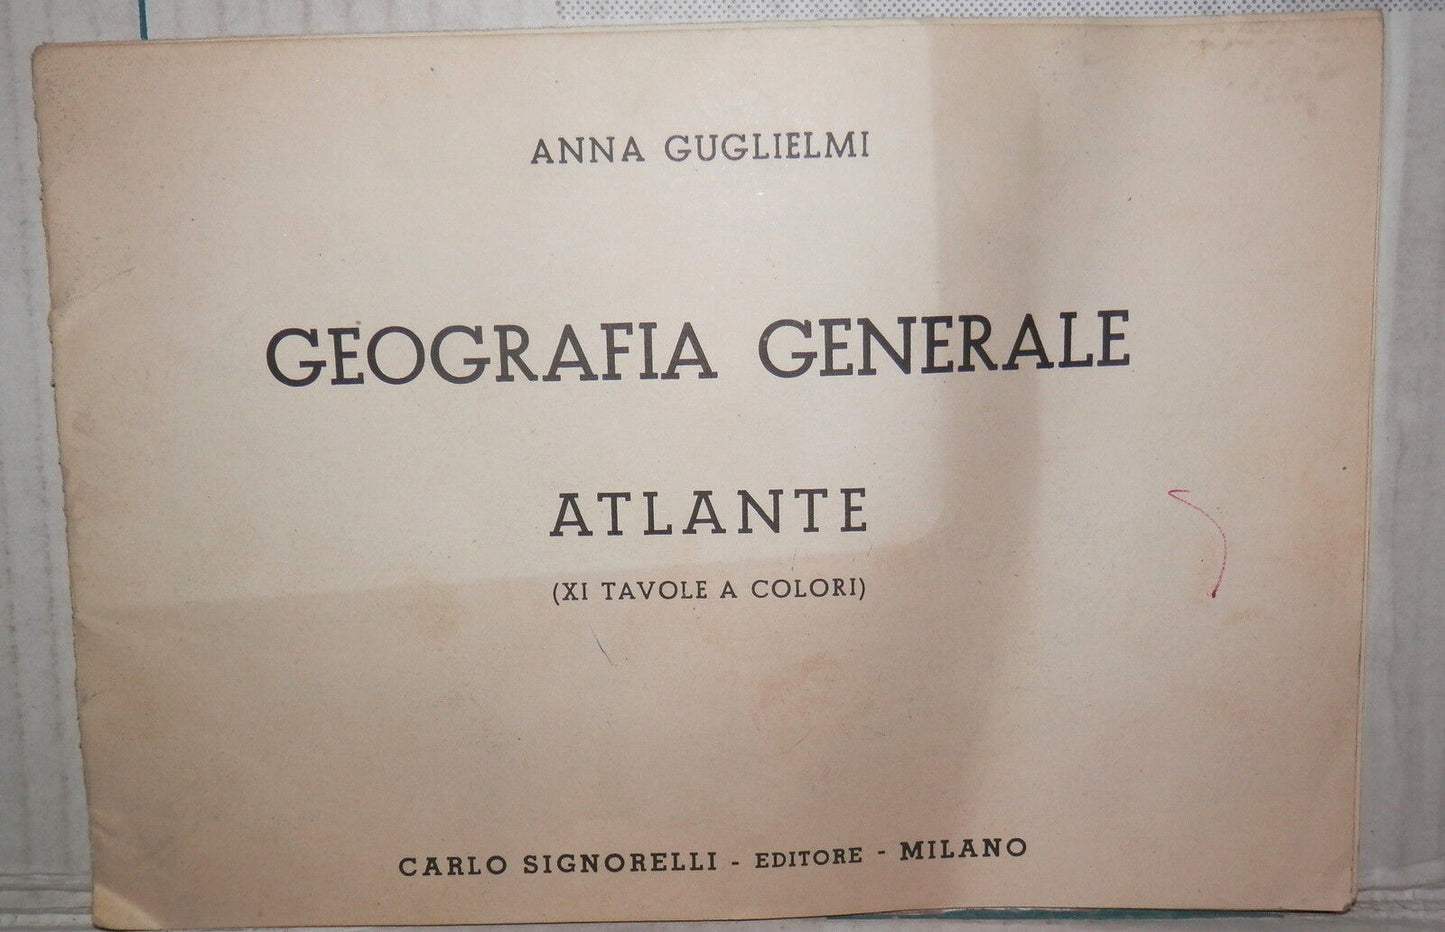 ANNA GUGLIELMI
GEOGRAFIA GENERALE
ATLANTE
(XI TAVOLE A COLORI)
CARLO SIGNORELLI - EDITORE - MILANO